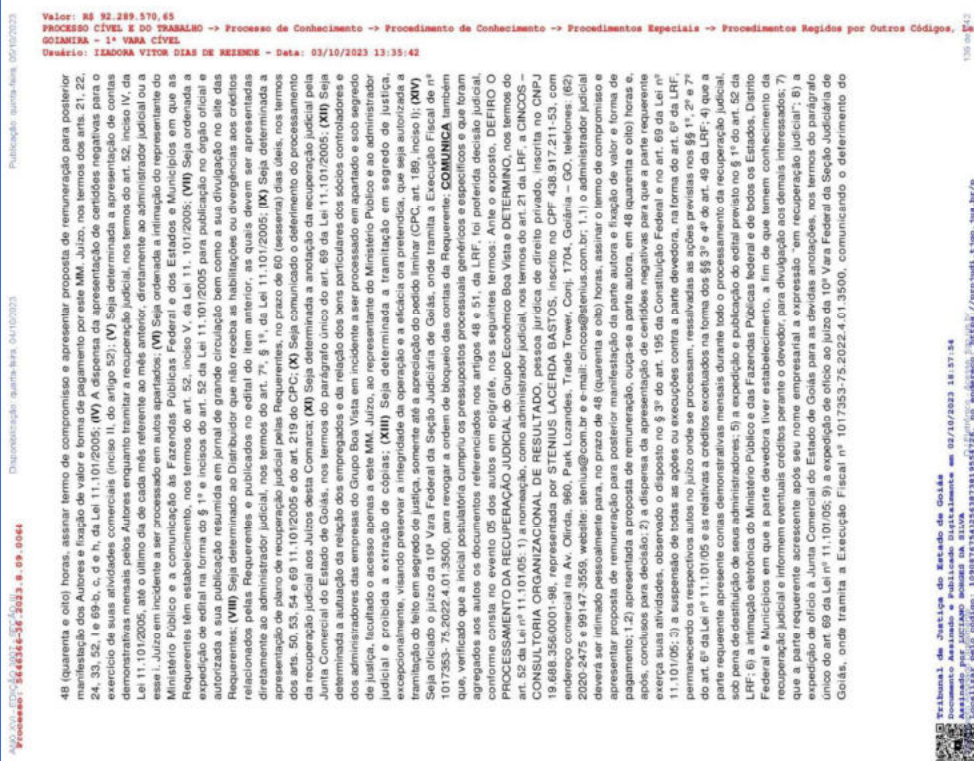 Valor: R$ 92.289.570,65
PROCESSO CÍVEL E DO TRABALHO -> Processo de Conhecimento -> Procedimento de Conhecimento -> Procedimentos Especiais -> Procedimentos Regidos por Outros Códigos, Le
GOIANIRA - 1ª VARA CÍVEL
Usuário: IZADORA VITOR DIAS DE REZENDE - Data: 03/10/2023 13:35:42
ANO XVI - EDIÇÃO 3807 SEÇÃO III
Disponibilização: quarta-feira, 04/10/2023
Publicação: quinta-feira, 05/10/2023
Processo: 5646366-36.2023.8.09.0064
48 (quarenta e oito) horas, assinar termo de compromisso e apresentar proposta de remuneração para posterior
manifestação dos Autores e fixação de valor e forma de pagamento por este MM. Juízo, nos termos dos arts. 21, 22,
24, 33, 52, I e 69-b, c, d e h, da Lei 11.101/2005; (IV) A dispensa da apresentação de certidões negativas para o
exercício de suas atividades comerciais (inciso II, do artigo 52); (V) Seja determinada a apresentação de contas
demonstrativas mensais pelos Autores enquanto tramitar a recuperação judicial, nos termos do art. 52, inciso IV, da
Lei 11.101/2005, até o último dia de cada mês referente ao mês anterior, diretamente ao administrador judicial ou a
esse i. Juízo em incidente a ser processado em autos apartados; (VI) Seja ordenada a intimação do representante do
Ministério Público e a comunicação às Fazendas Públicas Federal e dos Estados e Municípios em que as
Requerentes têm estabelecimento, nos termos do art. 52, inciso V, da Lei 11.101/2005; (VII) Seja ordenada a
expedição de edital na forma do § 1º e incisos do art. 52 da Lei 11.101/2005 para publicação no órgão oficial e
autorizada a sua publicação resumida em jornal de grande circulação bem como a sua divulgação no site das
Requerentes; (VIII) Seja determinado ao Distribuidor que não receba as habilitações ou divergências aos créditos
relacionados pelas Requerentes e publicados no edital do item anterior, as quais devem ser apresentadas
diretamente ao administrador judicial, nos termos do art. 7º, § 1º, da Lei 11.101/2005; (IX) Seja determinada a
apresentação de plano de recuperação judicial pelas Requerentes, no prazo de 60 (sessenta) dias úteis, nos termos
dos arts. 50, 53, 54 e 69 11.101/2005 e do art. 219 do CPC; (X) Seja comunicado o deferimento do processamento
da recuperação judicial aos Juízos desta Comarca; (XI) Seja determinada a anotação da recuperação judicial pela
Junta Comercial do Estado de Goiás, nos termos do parágrafo único do art. 69 da Lei 11.101/2005; (XII) Seja
determinada a autuação da relação dos empregados e da relação dos bens particulares dos sócios controladores e
dos administradores das empresas do Grupo Boa Vista em incidente a ser processado em apartado e sob segredo
de justiça, facultado o acesso apenas a este MM. Juízo, ao representante do Ministério Público e ao administrador
judicial e proibida a extração de cópias; (XIII) Seja determinada a tramitação em segredo de justiça,
excepcionalmente, visando preservar a integridade da operação e a eficácia ora pretendida, que seja autorizada a
tramitação do feito em segredo de justiça, somente até a apreciação do pedido liminar (CPC, art. 189, inciso I); (XIV)
Seja oficiado o juízo da 10ª Vara Federal da Seção Judiciária de Goiás, onde tramita a Execução Fiscal de nº
1017353-75.2022.4.01.3500, para revogar a ordem de bloqueio das contas da Requerente; COMUNICA também
que, verificado que a inicial postulatória cumpriu os pressupostos processuais genéricos e específicos e que foram
agregados aos autos os documentos referenciados nos artigos 48 e 51, da LRF, foi proferida decisão judicial,
conforme consta no evento 05 dos autos em epígrafe, nos seguintes termos: Ante o exposto, DEFIRO O
PROCESSAMENTO DA RECUPERAÇÃO JUDICIAL do Grupo Econômico Boa Vista e DETERMINO, nos termos do
art. 52 da Lei nº 11.101/05: 1) a nomeação, como administrador judicial, nos termos do art. 21 da LRF, a CINCOS –
CONSULTORIA ORGANIZACIONAL DE RESULTADO, pessoa jurídica de direito privado, inscrita no CNPJ
19.688.356/0001-98, representada por STENIUS LACERDA BASTOS, inscrito no CPF 438.917.211-53, com
endereço comercial na Av. Olinda, 960, Park Lozandes, Trade Tower, Conj. 1704, Goiânia – GO, telefones: (62)
2020-2475 e 99147-3559, website: stenius@com.br e e-mail: cincos@stenius.com.br; 1.1) o administrador judicial
deverá ser intimado pessoalmente para, no prazo de 48 (quarenta e oito) horas, assinar o termo de compromisso e
apresentar proposta de remuneração para posterior manifestação da parte autora e fixação de valor e forma de
pagamento; 1.2) apresentada a proposta de remuneração, ouça-se a parte autora, em 48 (quarenta e oito) horas e,
após, conclusos para decisão; 2) a dispensa da apresentação de certidões negativas para que a parte requerente
exerça suas atividades, observado o disposto no § 3º do art. 195 da Constituição Federal e no art. 69 da Lei nº
11.101/05; 3) a suspensão de todas as ações ou execuções contra a parte devedora, na forma do art. 6º da LRF,
permanecendo os respectivos autos no juízo onde se processam, ressalvadas as ações previstas nos §§ 1º, 2º e 7º
do art. 6º da Lei nº 11.101/05 e as relativas a créditos excetuados na forma dos §§ 3º e 4º do art. 49 da LRF; 4) que a
parte requerente apresente contas demonstrativas mensais durante todo o processamento da recuperação judicial,
sob pena de destituição de seus administradores; 5) a expedição e publicação do edital previsto no § 1º do art. 52 da
LRF; 6) a intimação eletrônica do Ministério Público e das Fazendas Públicas federal e de todos os Estados, Distrito
Federal e Municípios em que a parte devedora tiver estabelecimento, a fim de que tomem conhecimento da
recuperação judicial e informem eventuais créditos perante o devedor, para divulgação aos demais interessados; 7)
que a parte requerente acrescente após seu nome empresarial a expressão "em recuperação judicial"; 8) a
expedição de ofício à Junta Comercial do Estado de Goiás para as devidas anotações, nos termos do parágrafo
único do art. 69 da Lei nº 11.101/05; 9) a expedição de ofício ao juízo da 10ª Vara Federal da Seção Judiciária de
Goiás, onde tramita a Execução Fiscal nº 1017353-75.2022.4.01.3500, comunicando o deferimento do
139 de 142
Tribunal de Justiça do Estado de Goiás
Documento Assinado e Publicado Digitalmente em 02/10/2023 18:57:54
Assinado por LUCIANO BORGES DA SILVA